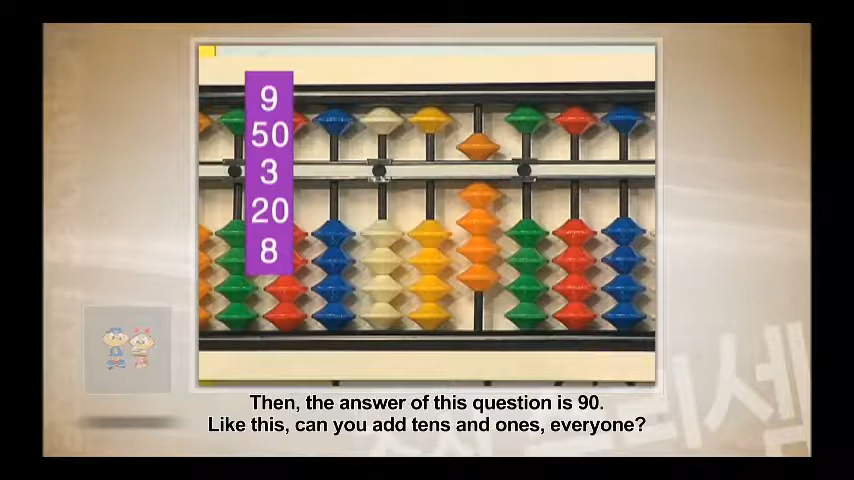 9
50
3
20
8
Then, the answer of this question is 90.
Like this, can you add tens and ones, everyone?